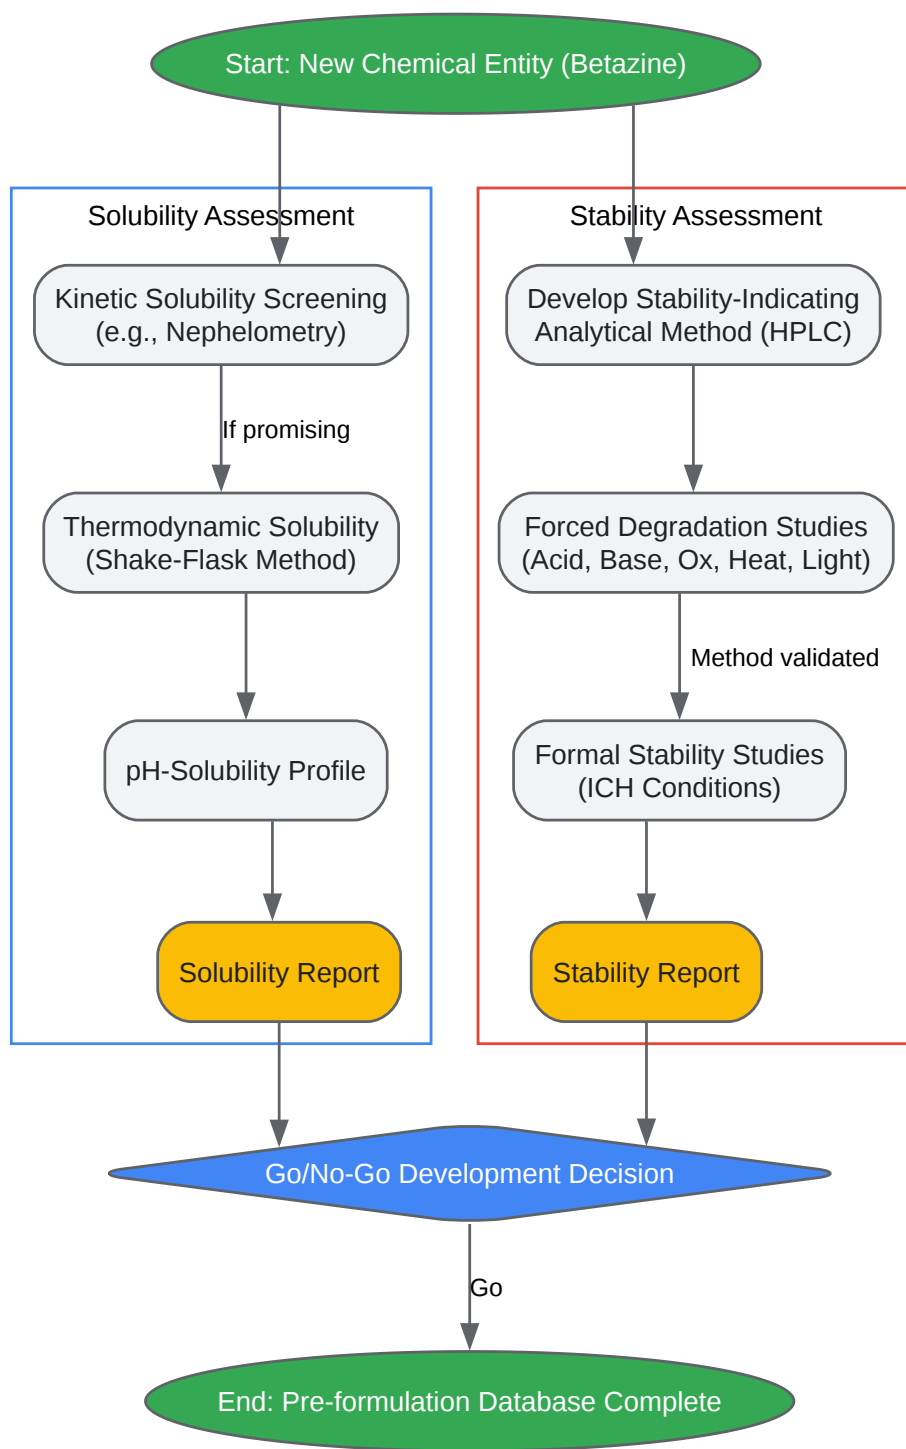 Start: New Chemical Entity (Betazine)
Solubility Assessment
Kinetic Solubility Screening
(e.g., Nephelometry)
If promising
Thermodynamic Solubility
(Shake-Flask Method)
pH-Solubility Profile
Solubility Report
Stability Assessment
Develop Stability-Indicating
Analytical Method (HPLC)
Forced Degradation Studies
(Acid, Base, Ox, Heat, Light)
Method validated
Formal Stability Studies
(ICH Conditions)
Stability Report
Go/No-Go Development Decision
Go
End: Pre-formulation Database Complete